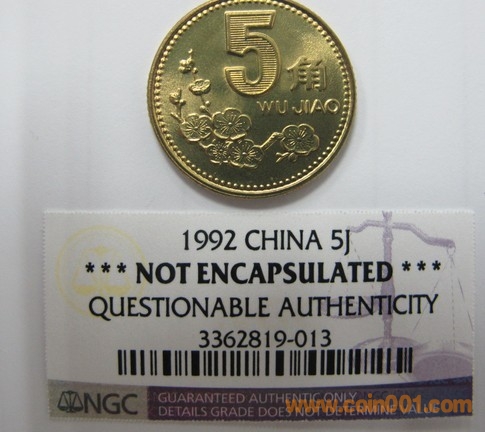 5角
WU JIAO
1992 CHINA 5J
*** NOT ENCAPSULATED ***
QUESTIONABLE AUTHENTICITY
3362819-013
NGC
GUARANTEED AUTHENTIC ONLY
DETAILS GRADE DOES NOT DETERMINE VALUE
www.coin001.com